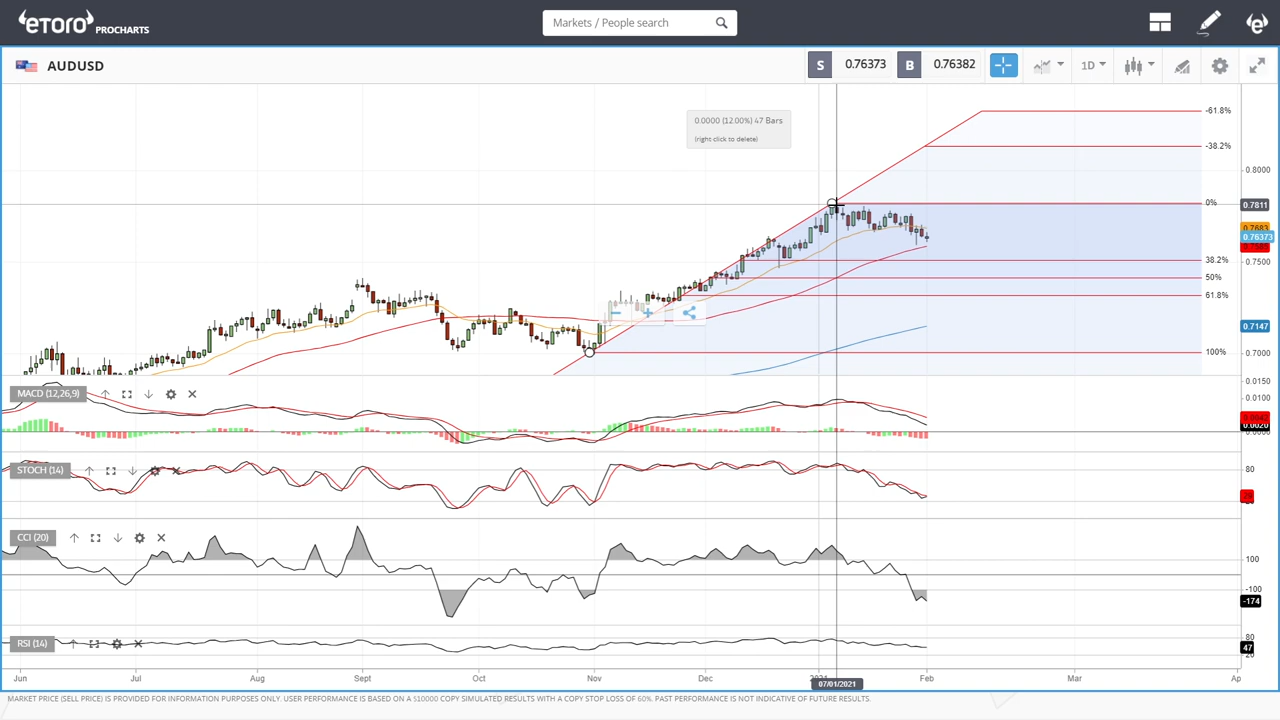 eTORO PROCHARTS
Markets / People search
AUDUSD
S 0.76373 B 0.76382
1D
0.0000 (12.00%) 47 Bars
(right click to delete)
-61.8%
-38.2%
0%
38.2%
50%
61.8%
100%
0.8000
0.7811
0.7683
0.76373
0.7500
0.7147
0.7000
MACD (12,26,9)
0.0150
0.0100
0.0042
STOCH (14)
80
CCI (20)
100
-100
-174
RSI (14)
80
47
20
Jun Jul Aug Sept Oct Nov Dec Feb Mar Ap
07/01/2021
MARKET PRICE (SELL PRICE) IS PROVIDED FOR INFORMATION PURPOSES ONLY. USER PERFORMANCE IS BASED ON A $10000 COPY SIMULATED RESULTS WITH A COPY STOP LOSS OF 60%. PAST PERFORMANCE IS NOT INDICATIVE OF FUTURE RESULTS.